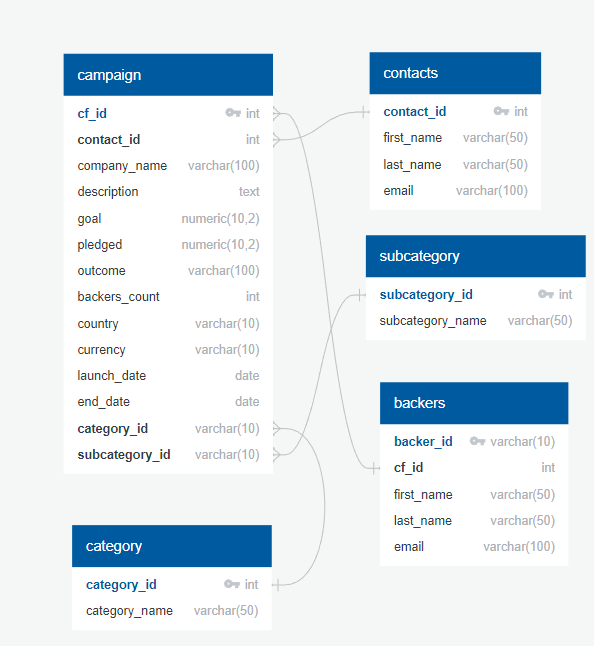 campaign
cf_id int
contact_id int
company_name varchar(100)
description text
goal numeric(10,2)
pledged numeric(10,2)
outcome varchar(100)
backers_count int
country varchar(10)
currency varchar(10)
launch_date date
end_date date
category_id varchar(10)
subcategory_id varchar(10)
contacts
contact_id int
first_name varchar(50)
last_name varchar(50)
email varchar(100)
subcategory
subcategory_id int
subcategory_name varchar(50)
backers
backer_id varchar(10)
cf_id int
first_name varchar(50)
last_name varchar(50)
email varchar(100)
category
category_id int
category_name varchar(50)